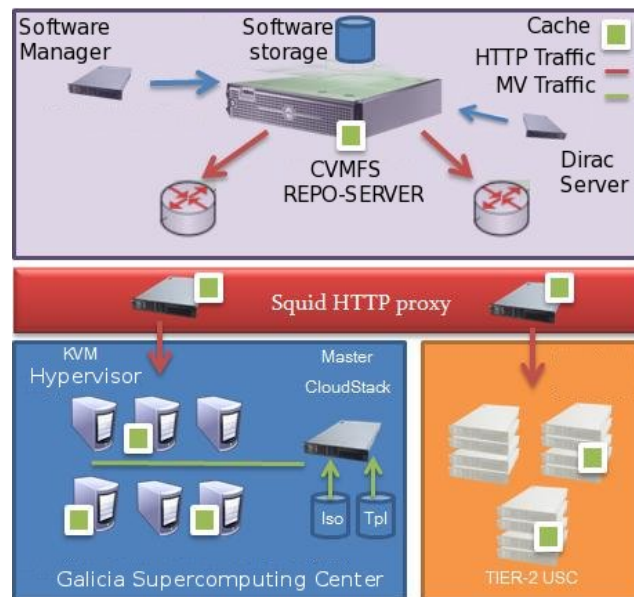 Software
Manager
Software
storage
Cache
HTTP Traffic
MV Traffic
CVMFS
REPO-SERVER
Dirac
Server
Squid HTTP proxy
KVM
Hypervisor
Master
CloudStack
Iso
Tpl
Galicia Supercomputing Center
TIER-2 USC